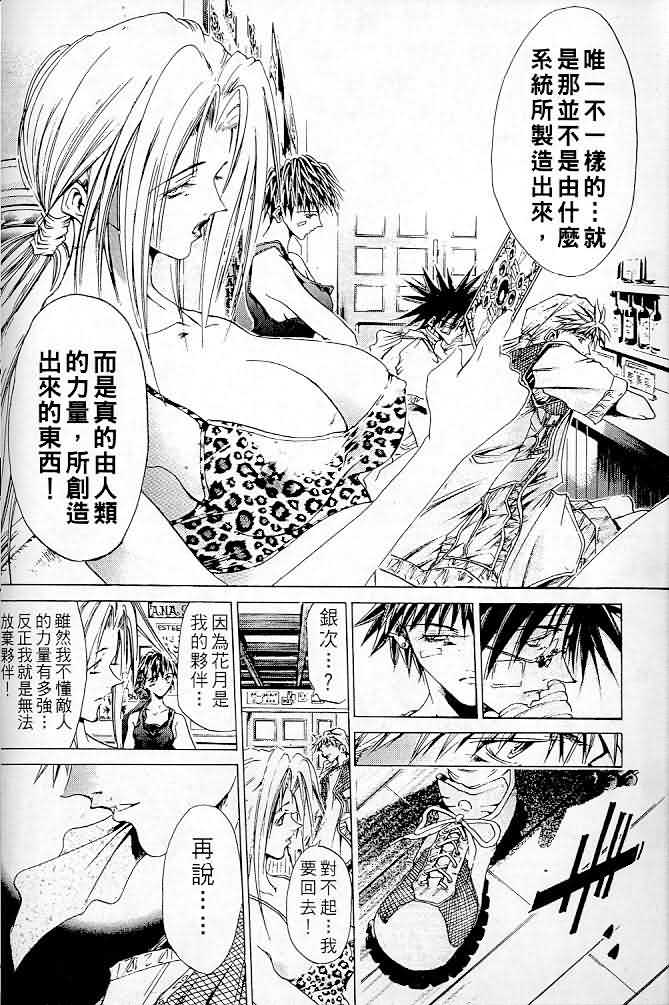 唯一不一樣的…就
是那並不是由什麼
系統所製造出來，
而是真的由人類
的力量，所創造
出來的東西！
銀次…?
對不起…我
要回去！
因為花月是
我的夥伴…
雖然我不懂敵人
的力量有多強…
反正我就是無法
放棄夥伴！
再說……